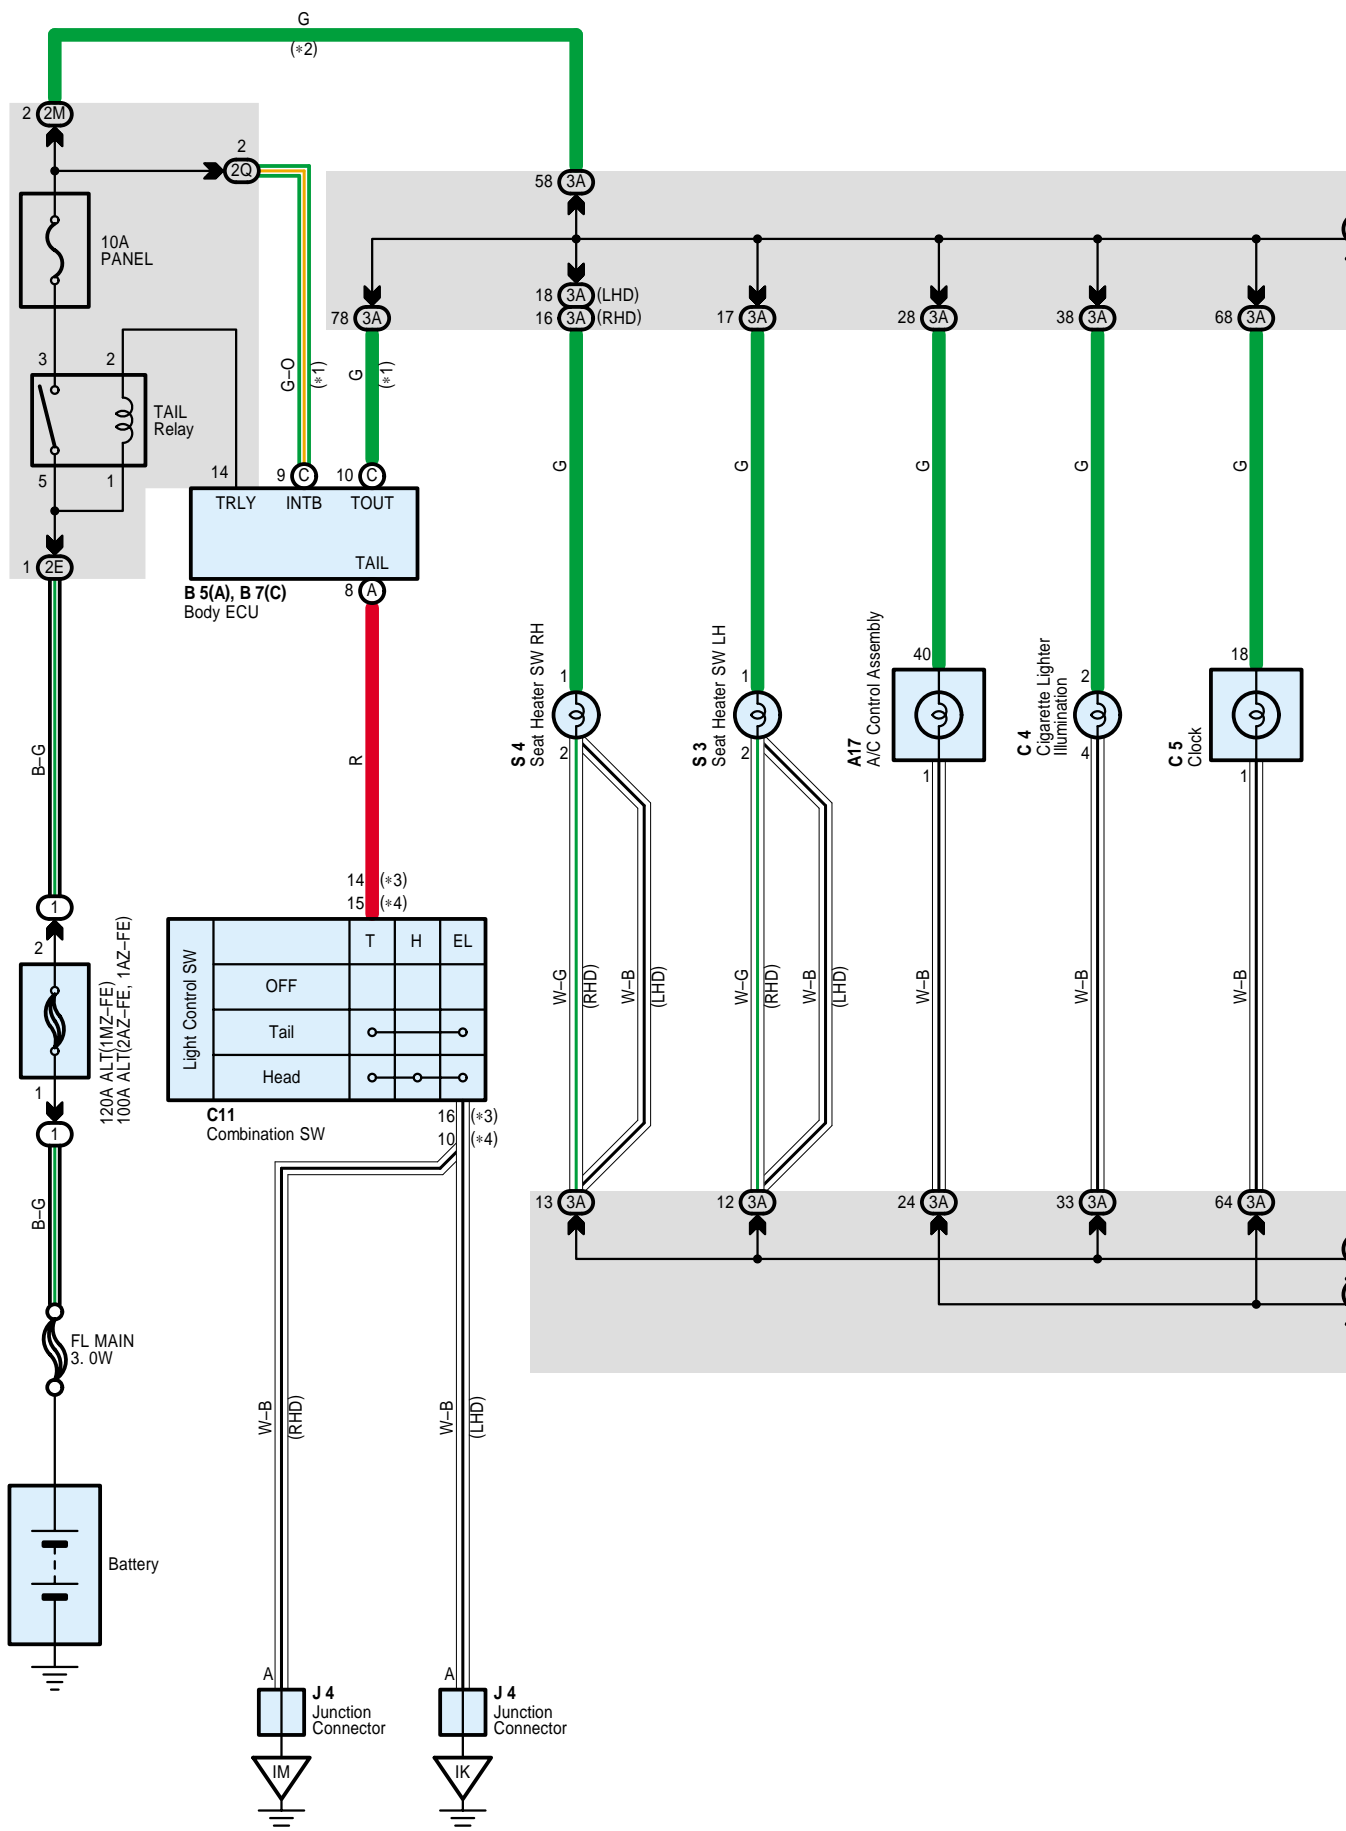 G
(*2)
2 2M
2
2Q
58 3A
10A
PANEL
18 3A (LHD)
78 3A
16 3A (RHD)
17 3A
28 3A
38 3A
68 3A
3 2
G–O
(*1)
G
(*1)
TAIL
Relay
5 1
14
9 C
10 C
G
G
G
G
G
TRLY INTB TOUT
TAIL
1 2E
B 5(A), B 7(C)
Body ECU
8 A
S 4
Seat Heater SW RH
1
2
S 3
Seat Heater SW LH
1
2
A17
A/C Control Assembly
40
1
C 4
Cigarette Lighter
Illumination
2
4
C 5
Clock
18
1
B–G
R
14 (*3)
15 (*4)
1
2
120A ALT(1MZ–FE)
100A ALT(2AZ–FE, 1AZ–FE)
1
1
Light Control SW
T H EL
OFF
Tail
Head
C11
Combination SW
16 (*3)
10 (*4)
W–G
(RHD)
W–B
(LHD)
W–G
(RHD)
W–B
(LHD)
W–B
W–B
W–B
13 3A
12 3A
24 3A
33 3A
64 3A
B–G
FL MAIN
3. 0W
W–B
(RHD)
W–B
(LHD)
Battery
A
J 4
Junction
Connector
A
J 4
Junction
Connector
IM
IK